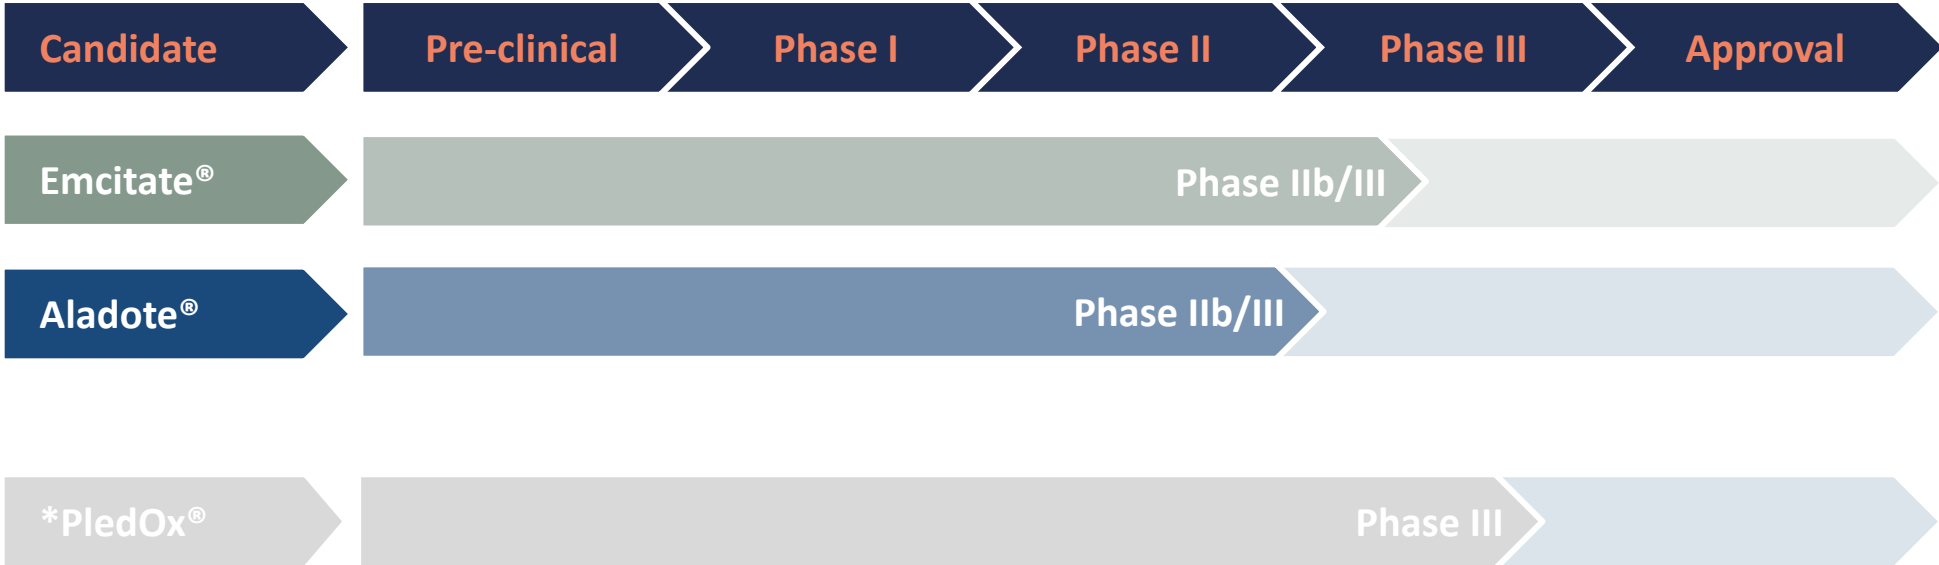 Candidate Pre-clinical Phase I Phase II Phase III Approval
Emcitate® Phase IIb/III
Aladote® Phase IIb/III
*PledOx® Phase III